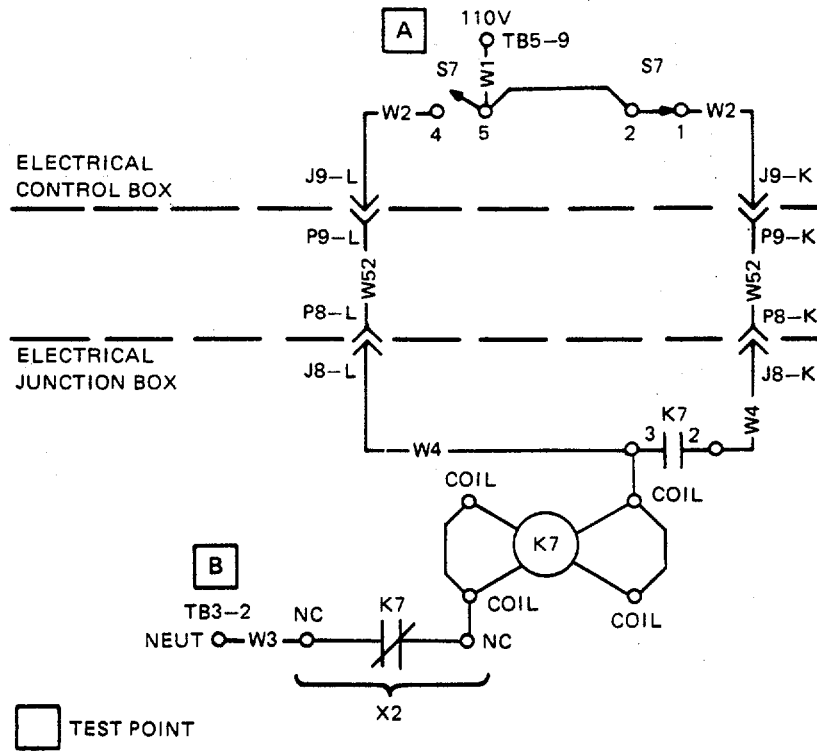 A
110V
TB5-9
S7
S7
W1
W2
4
5
2
1
W2
ELECTRICAL
CONTROL BOX
J9-L
J9-K
P9-L
P9-K
W52
W52
P8-L
P8-K
ELECTRICAL
JUNCTION BOX
J8-L
J8-K
K7
W4
3
2
W4
COIL
COIL
K7
B
TB3-2
NC
K7
COIL
COIL
NEUT
W3
NC
X2
TEST POINT